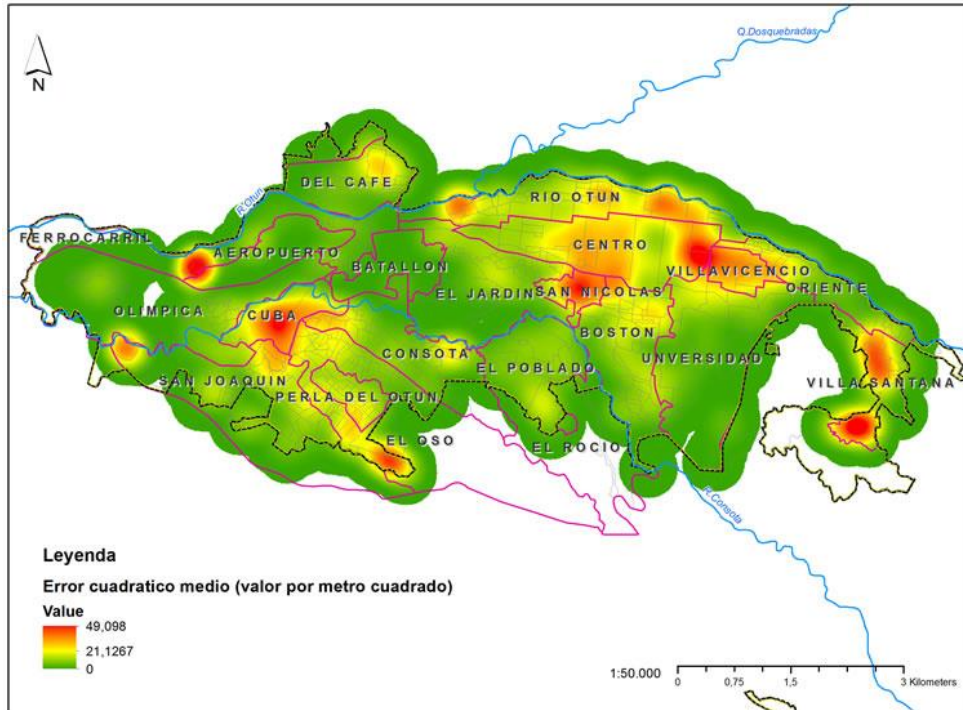 Q.Dosquebradas
N
DEL CAFE
R.Otun
RIO OTUN
FERROCARRIL
AEROPUERTO
CENTRO
BATALLON
VILLAVICENCIO
EL JARDIN
SAN NICOLAS
ORIENTE
OLIMPICA
CUBA
BOSTON
CONSOTA
UNVERSIDAD
EL POBLADO
SAN JOAQUIN
VILLA SANTANA
PERLA DEL OTUN
EL OSO
EL ROCIO
R.Consota
Leyenda
Error cuadratico medio (valor por metro cuadrado)
Value
49,098
21,1267
0
1:50.000
0 0,75 1,5 3 Kilometers